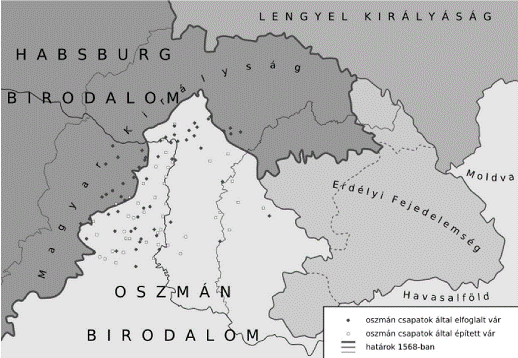 LENGYEL KIRÁLYÁSÁG
HABSBURG
BIRODALOM
Magyar Királyság
Moldva
Erdélyi Fejedelemség
Havasalföld
OSZMÁN
BIRODALOM
oszmán csapatok által elfoglalt vár
oszmán csapatok által épített vár
határok 1568-ban